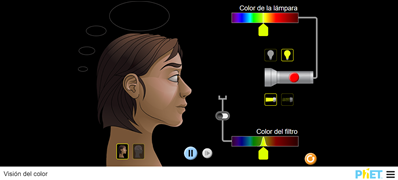 Color de la lámpara
Color del filtro
Visión del color
PhET